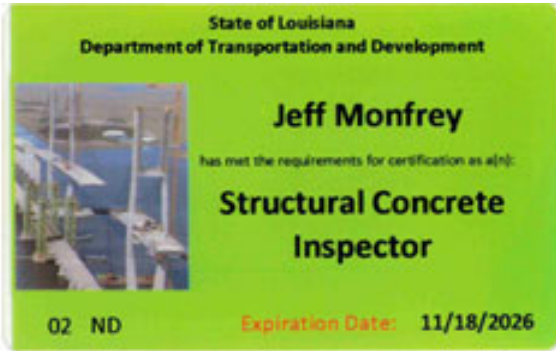 State of Louisiana
Department of Transportation and Development
Jeff Monfrey
has met the requirements for certification as a(n):
Structural Concrete
Inspector
02 ND
Expiration Date: 11/18/2026